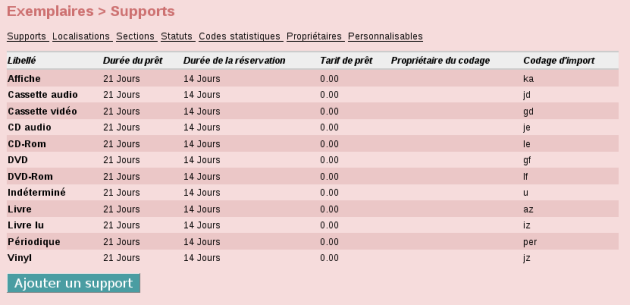 Exemplaires > Supports
Supports Localisations Sections Statuts Codes statistiques Propriétaires Personnalisables
Libellé Durée du prêt Durée de la réservation Tarif de prêt Propriétaire du codage Codage d'import
Affiche 21 Jours 14 Jours 0.00 ka
Cassette audio 21 Jours 14 Jours 0.00 jd
Cassette vidéo 21 Jours 14 Jours 0.00 gd
CD audio 21 Jours 14 Jours 0.00 je
CD-Rom 21 Jours 14 Jours 0.00 le
DVD 21 Jours 14 Jours 0.00 gf
DVD-Rom 21 Jours 14 Jours 0.00 lf
Indéterminé 21 Jours 14 Jours 0.00 u
Livre 21 Jours 14 Jours 0.00 az
Livre lu 21 Jours 14 Jours 0.00 iz
Périodique 21 Jours 14 Jours 0.00 per
Vinyl 21 Jours 14 Jours 0.00 jz
Ajouter un support